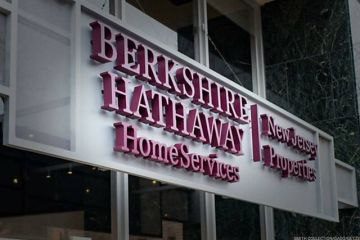 BERKSHIRE
HATHAWAY
HomeServices
New Jersey
Properties